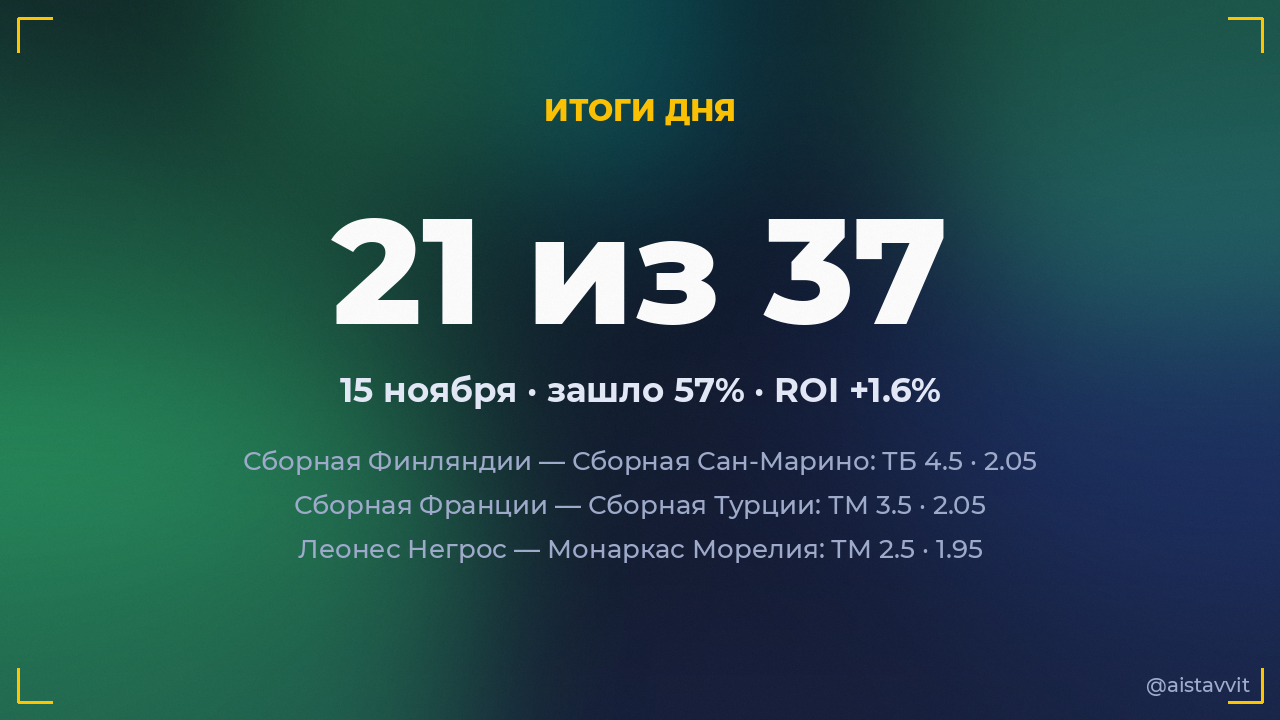 ИТОГИ ДНЯ
21 из 37
15 ноября · зашло 57% · ROI +1.6%
Сборная Финляндии — Сборная Сан-Марино: ТБ 4.5 · 2.05
Сборная Франции — Сборная Турции: ТМ 3.5 · 2.05
Леонес Негрос — Монаркас Морелия: ТМ 2.5 · 1.95
@aistavvit